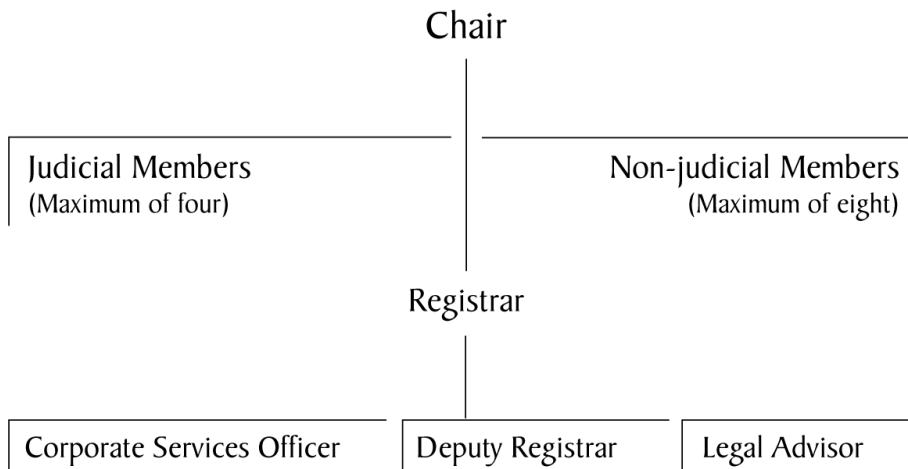 Chair
Judicial Members
(Maximum of four)
Non-judicial Members
(Maximum of eight)
Registrar
Corporate Services Officer
Deputy Registrar
Legal Advisor